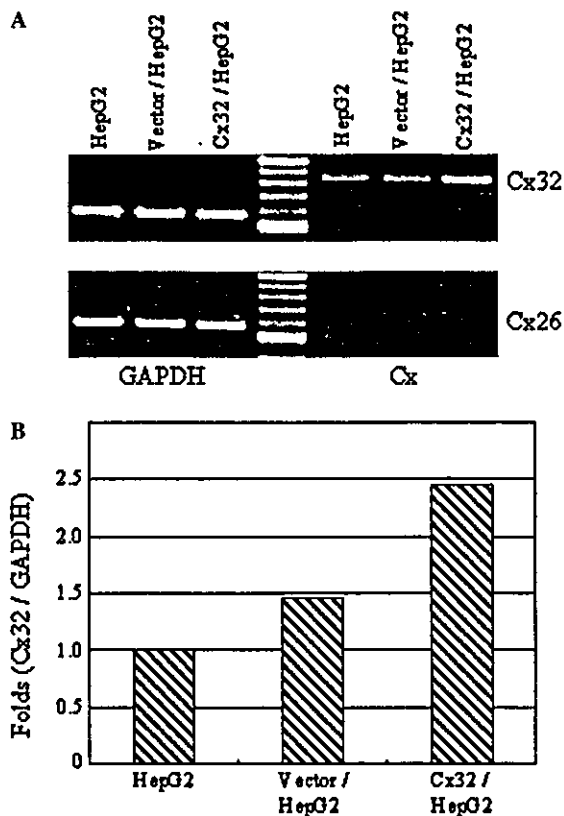 A
HepG2
Vector / HepG2
Cx32 / HepG2
HepG2
Vector / HepG2
Cx32 / HepG2
Cx32
Cx26
GAPDH
Cx
B
Folds (Cx32 / GAPDH)
2.5
2.0
1.5
1.0
0.5
0
HepG2
Vector /
HepG2
Cx32 /
HepG2